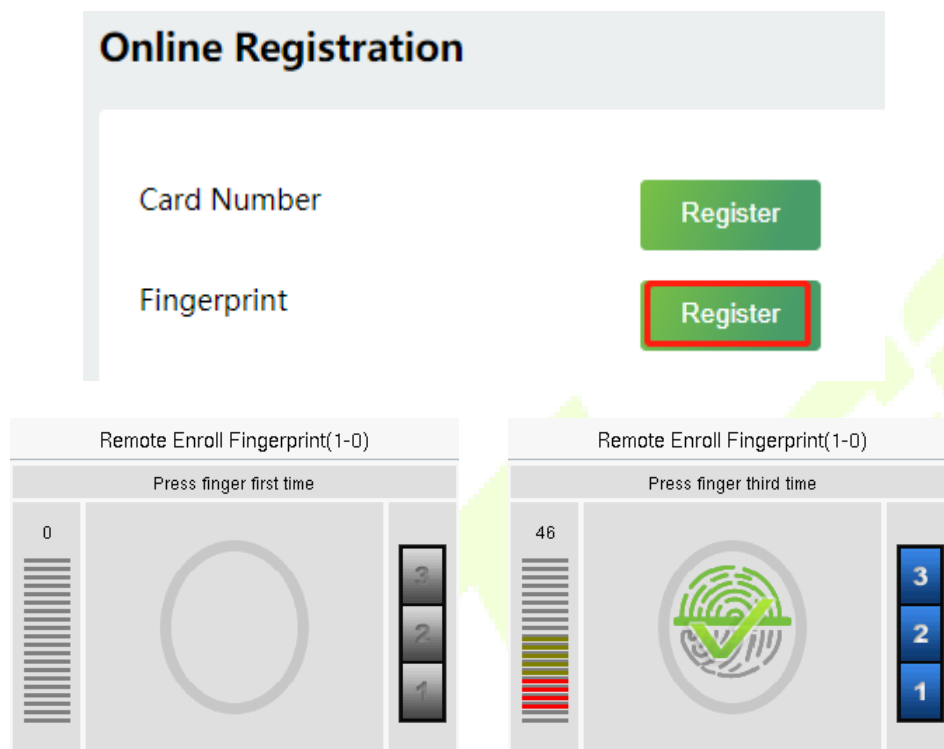 Online Registration
Card Number Register
Fingerprint Register
Remote Enroll Fingerprint(1-0)
Press finger first time
0
3
2
1
Remote Enroll Fingerprint(1-0)
Press finger third time
46
3
2
1